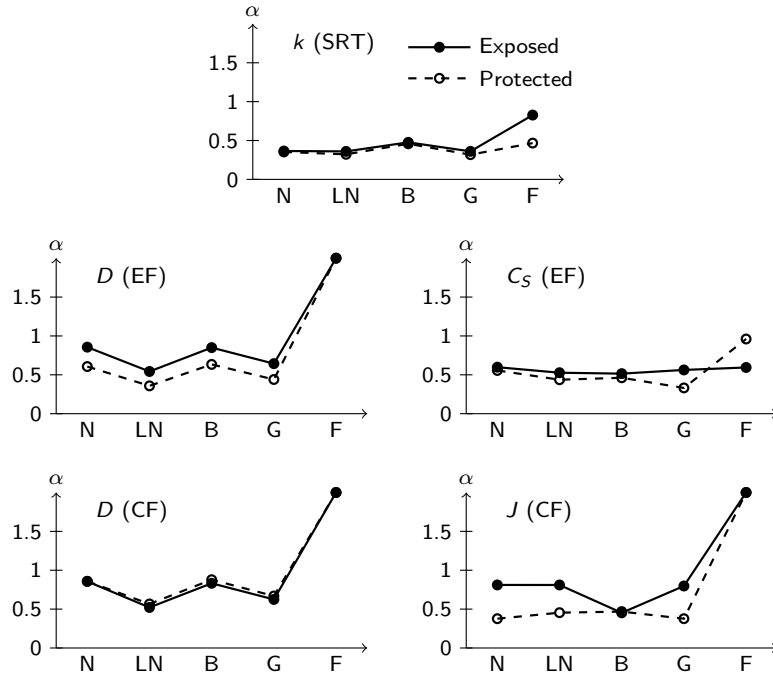 α
k (SRT)
Exposed
Protected
1.5
1
0.5
0
N LN B G F
α
D (EF)
1.5
1
0.5
0
N LN B G F
α
C_S (EF)
1.5
1
0.5
0
N LN B G F
α
D (CF)
1.5
1
0.5
0
N LN B G F
α
J (CF)
1.5
1
0.5
0
N LN B G F